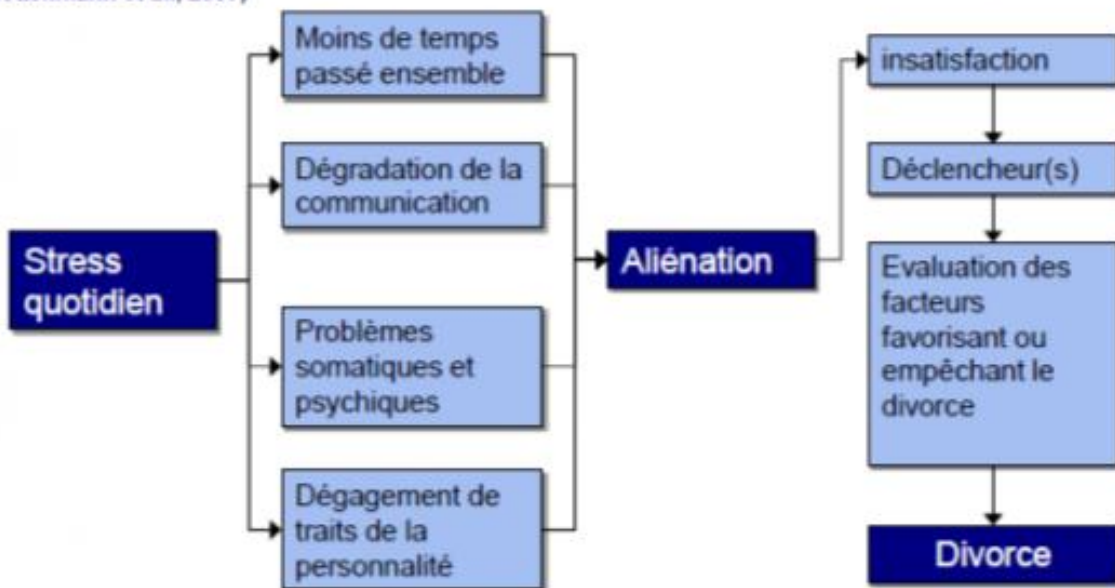 Moins de temps
passé ensemble
Dégradation de la
communication
Stress
quotidien
Problèmes
somatiques et
psychiques
Dégagement de
traits de la
personnalité
Aliénation
insatisfaction
Déclencheur(s)
Evaluation des
facteurs
favorisant ou
empêchant le
divorce
Divorce